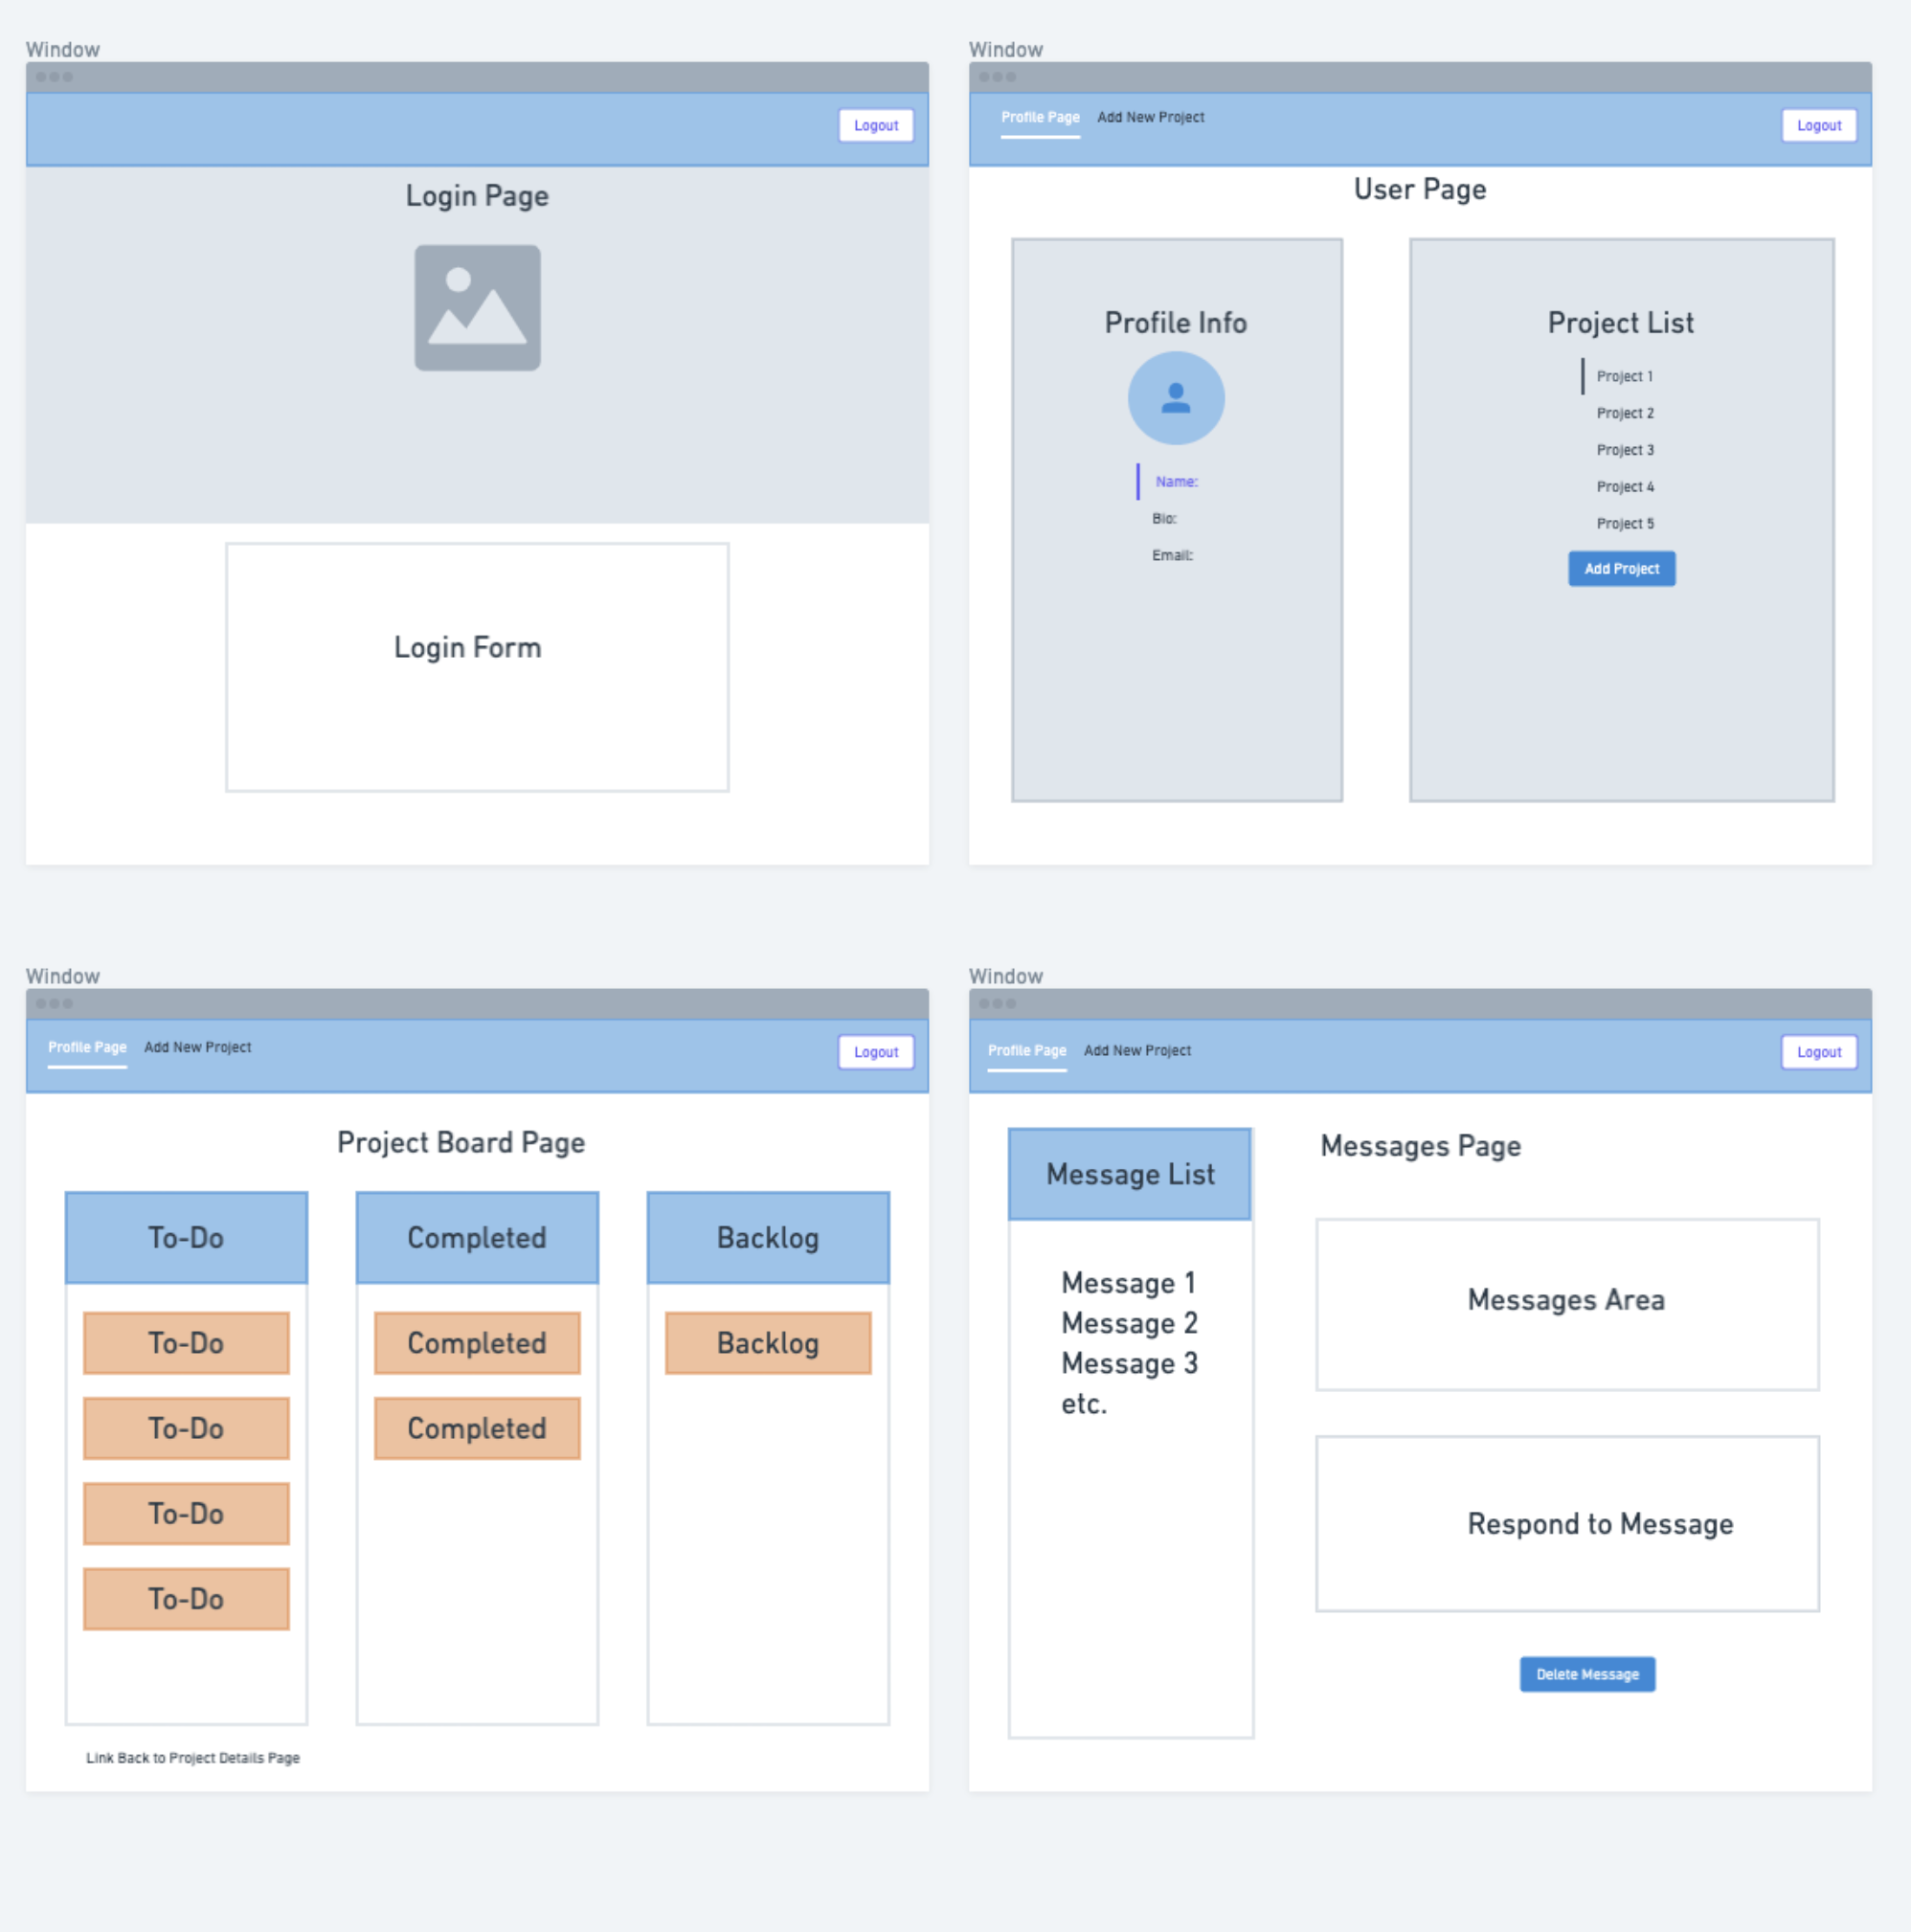 Window
Logout
Login Page
Login Form
Window
Profile Page Add New Project Logout
User Page
Profile Info
Name:
Bio:
Email:
Project List
Project 1
Project 2
Project 3
Project 4
Project 5
Add Project
Window
Profile Page Add New Project Logout
Project Board Page
To-Do Completed Backlog
To-Do Completed Backlog
To-Do Completed
To-Do
To-Do
Link Back to Project Details Page
Window
Profile Page Add New Project Logout
Message List
Message 1
Message 2
Message 3
etc.
Messages Page
Messages Area
Respond to Message
Delete Message